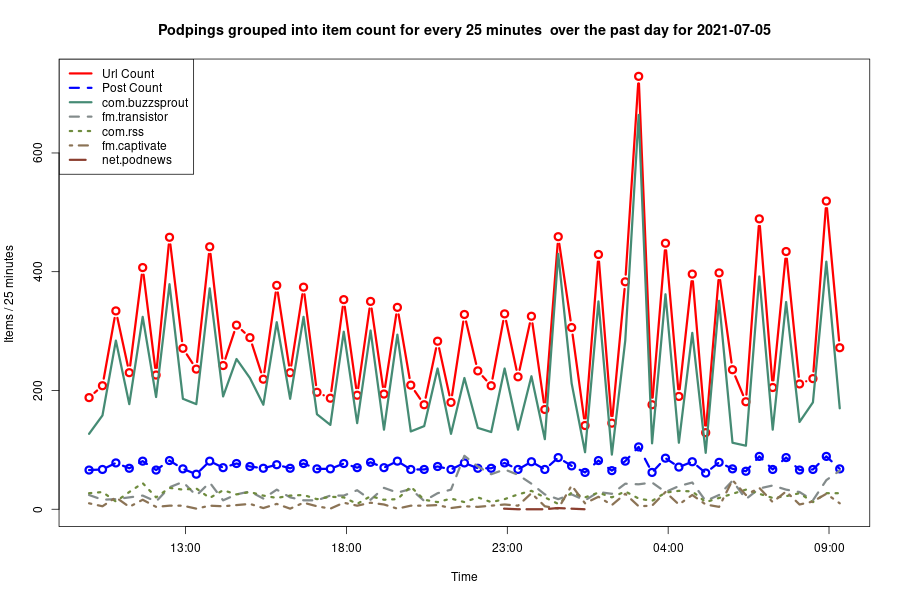 Podpings grouped into item count for every 25 minutes  over the past day for 2021-07-05
Url Count
Post Count
com.buzzsprout
fm.transistor
com.rss
fm.captivate
net.podnews
Items / 25 minutes
600
400
200
0
13:00
18:00
23:00
04:00
09:00
Time